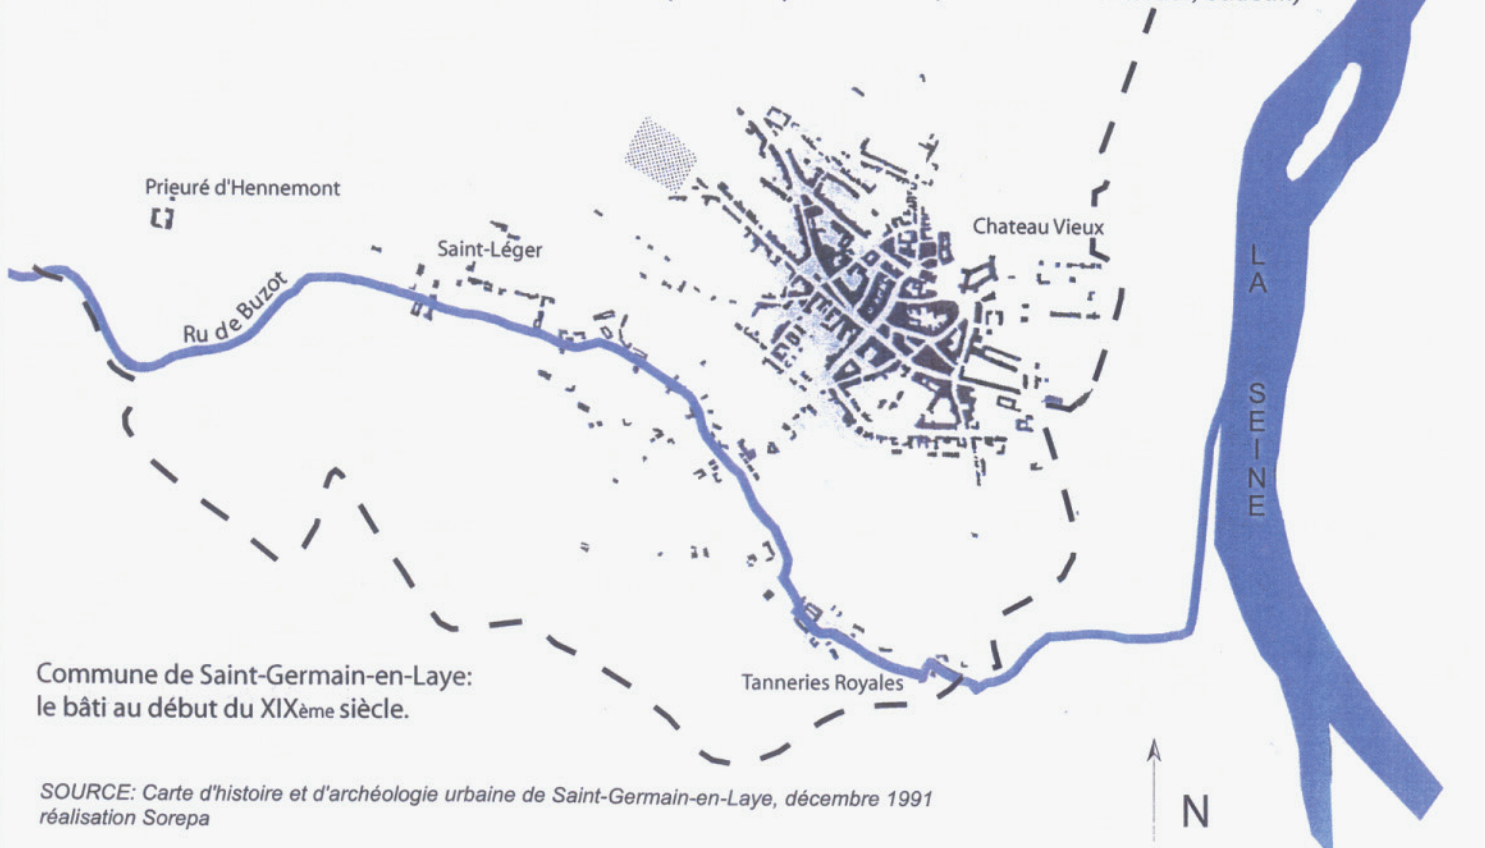 Prieuré d'Hennemont
Saint-Léger
Chateau Vieux
Ru de Buzot
LA SEINE
Tanneries Royales
Commune de Saint-Germain-en-Laye:
le bâti au début du XIXème siècle.
SOURCE: Carte d'histoire et d'archéologie urbaine de Saint-Germain-en-Laye, décembre 1991
réalisation Sorepa
N